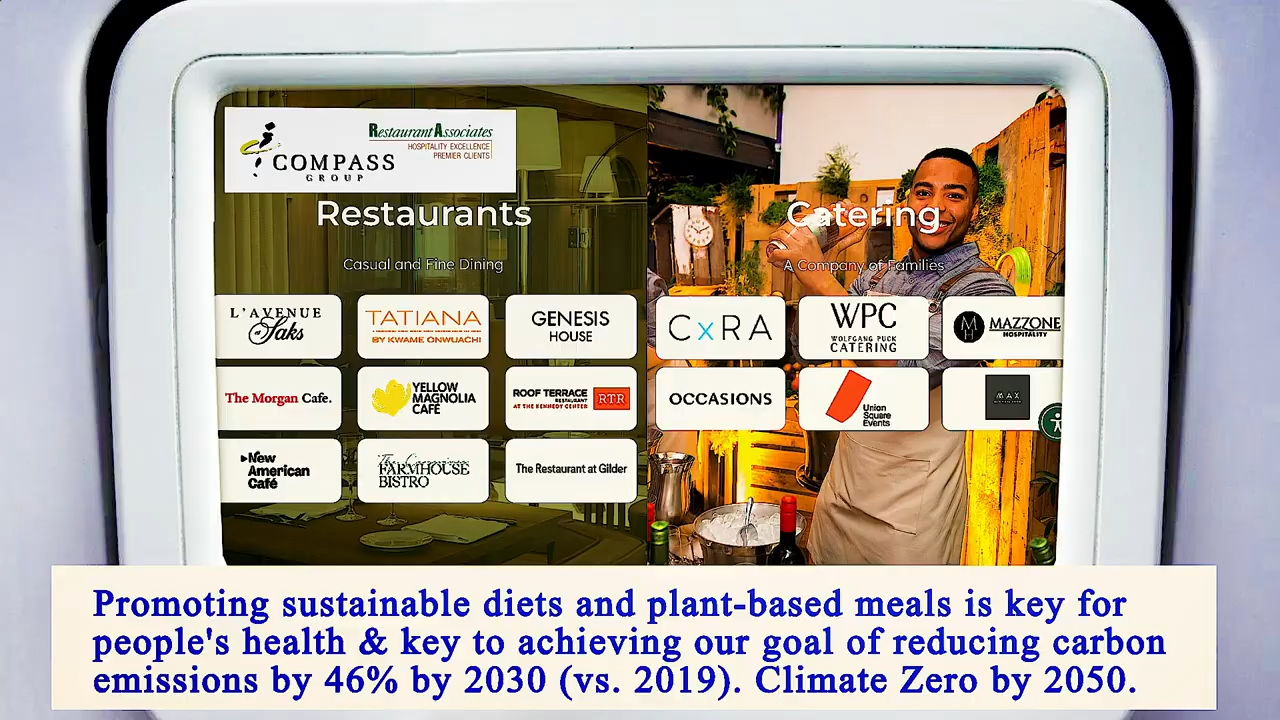 COMPASS
GROUP
Restaurant Associates
HOSPITALITY EXCELLENCE
PREMIER CLIENTS
Restaurants
Casual and Fine Dining
L'AVENUE
Saks
TATIANA
BY KWAME ONWUACHI
GENESIS
HOUSE
The Morgan Cafe.
YELLOW
MAGNOLIA
CAFÉ
ROOF TERRACE
RESTAURANT
AT THE KENNEDY CENTER
RTR
New
American
Café
FARMHOUSE
BISTRO
The Restaurant at Gilder
Catering
A Company of Families
CxRA
WPC
WOLFGANG PUCK
CATERING
MH
MAZZONE
HOSPITALITY
OCCASIONS
Union
Square
Events
MAX
Promoting sustainable diets and plant-based meals is key for
people's health & key to achieving our goal of reducing carbon
emissions by 46% by 2030 (vs. 2019). Climate Zero by 2050.